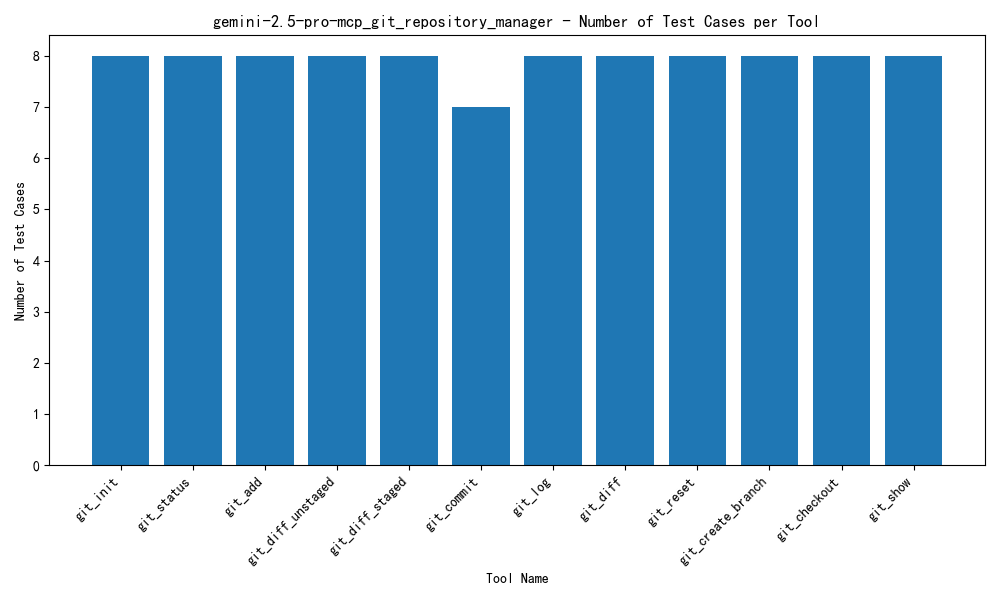 gemini-2.5-pro-mcp_git_repository_manager - Number of Test Cases per Tool
Number of Test Cases
8
7
6
5
4
3
2
1
0
git_init
git_status
git_add
git_diff_unstaged
git_diff_staged
git_commit
git_log
git_diff
git_reset
git_create_branch
git_checkout
git_show
Tool Name